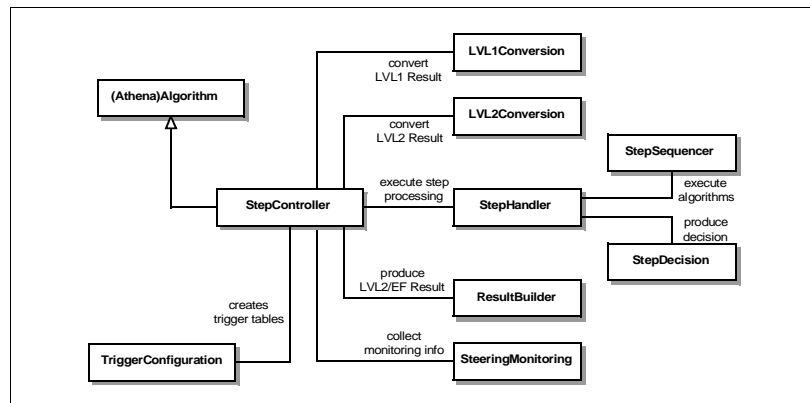 LVL1Conversion
convert
LVL1 Result
(Athena)Algorithm
LVL2Conversion
convert
LVL2 Result
StepSequencer
execute
algorithms
execute step
processing
StepController
StepHandler
produce
decision
StepDecision
produce
LVL2/EF Result
ResultBuilder
creates
trigger tables
collect
monitoring info
TriggerConfiguration
SteeringMonitoring